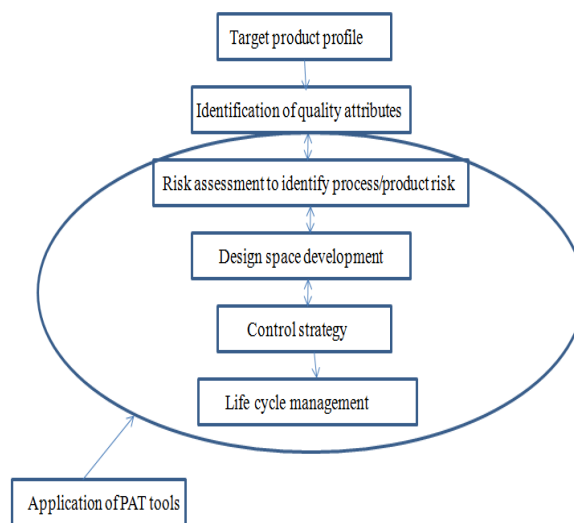 Target product profile
Identification of quality attributes
Risk assessment to identify process/product risk
Design space development
Control strategy
Life cycle management
Application of PAT tools